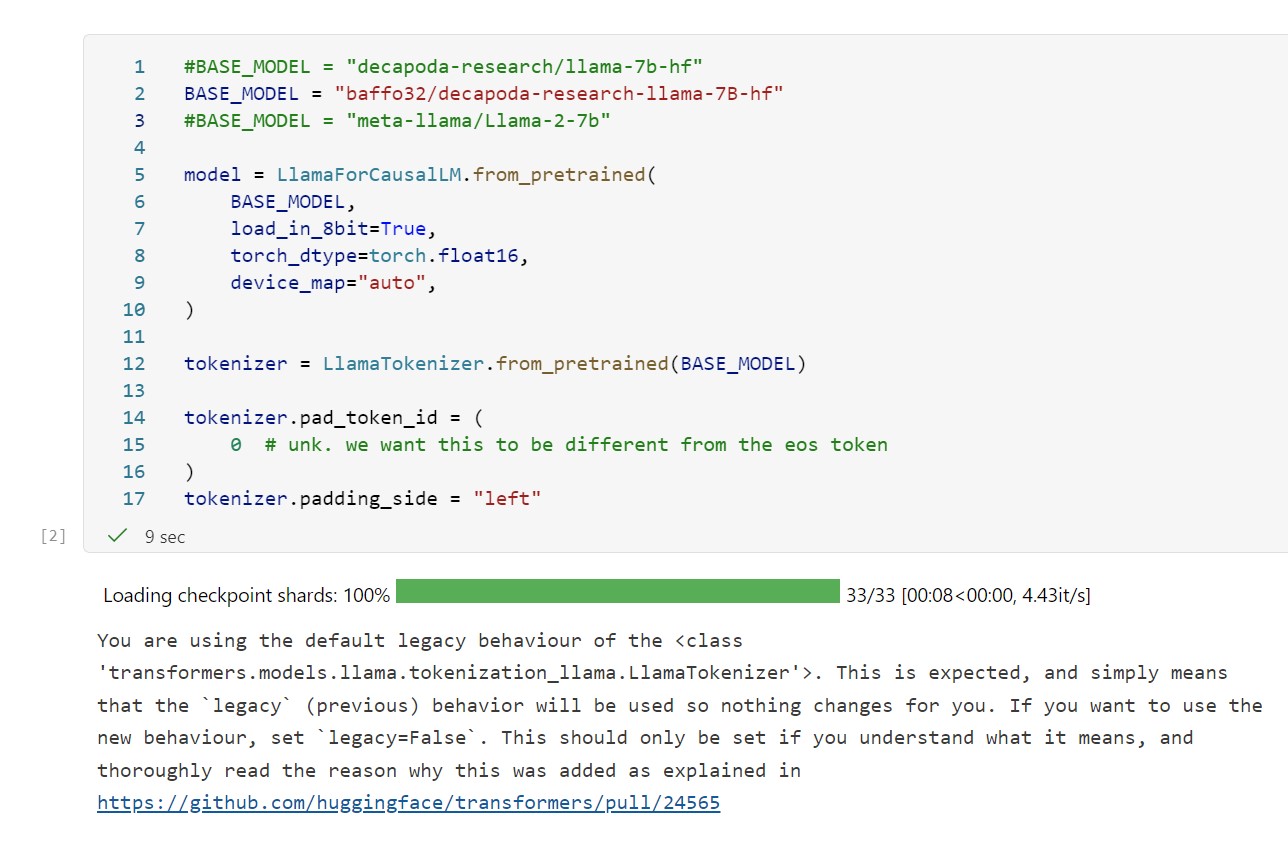 1 #BASE_MODEL = "decapoda-research/llama-7b-hf"
2 BASE_MODEL = "baffo32/decapoda-research-llama-7B-hf"
3 #BASE_MODEL = "meta-llama/Llama-2-7b"
4
5 model = LlamaForCausalLM.from_pretrained(
6     BASE_MODEL,
7     load_in_8bit=True,
8     torch_dtype=torch.float16,
9     device_map="auto",
10 )
11
12 tokenizer = LlamaTokenizer.from_pretrained(BASE_MODEL)
13
14 tokenizer.pad_token_id = (
15     0  # unk. we want this to be different from the eos token
16 )
17 tokenizer.padding_side = "left"
[2] ✓ 9 sec
Loading checkpoint shards: 100% 33/33 [00:08<00:00, 4.43it/s]
You are using the default legacy behaviour of the <class
'transformers.models.llama.tokenization_llama.LlamaTokenizer'>. This is expected, and simply means
that the `legacy` (previous) behavior will be used so nothing changes for you. If you want to use the
new behaviour, set `legacy=False`. This should only be set if you understand what it means, and
thoroughly read the reason why this was added as explained in
https://github.com/huggingface/transformers/pull/24565